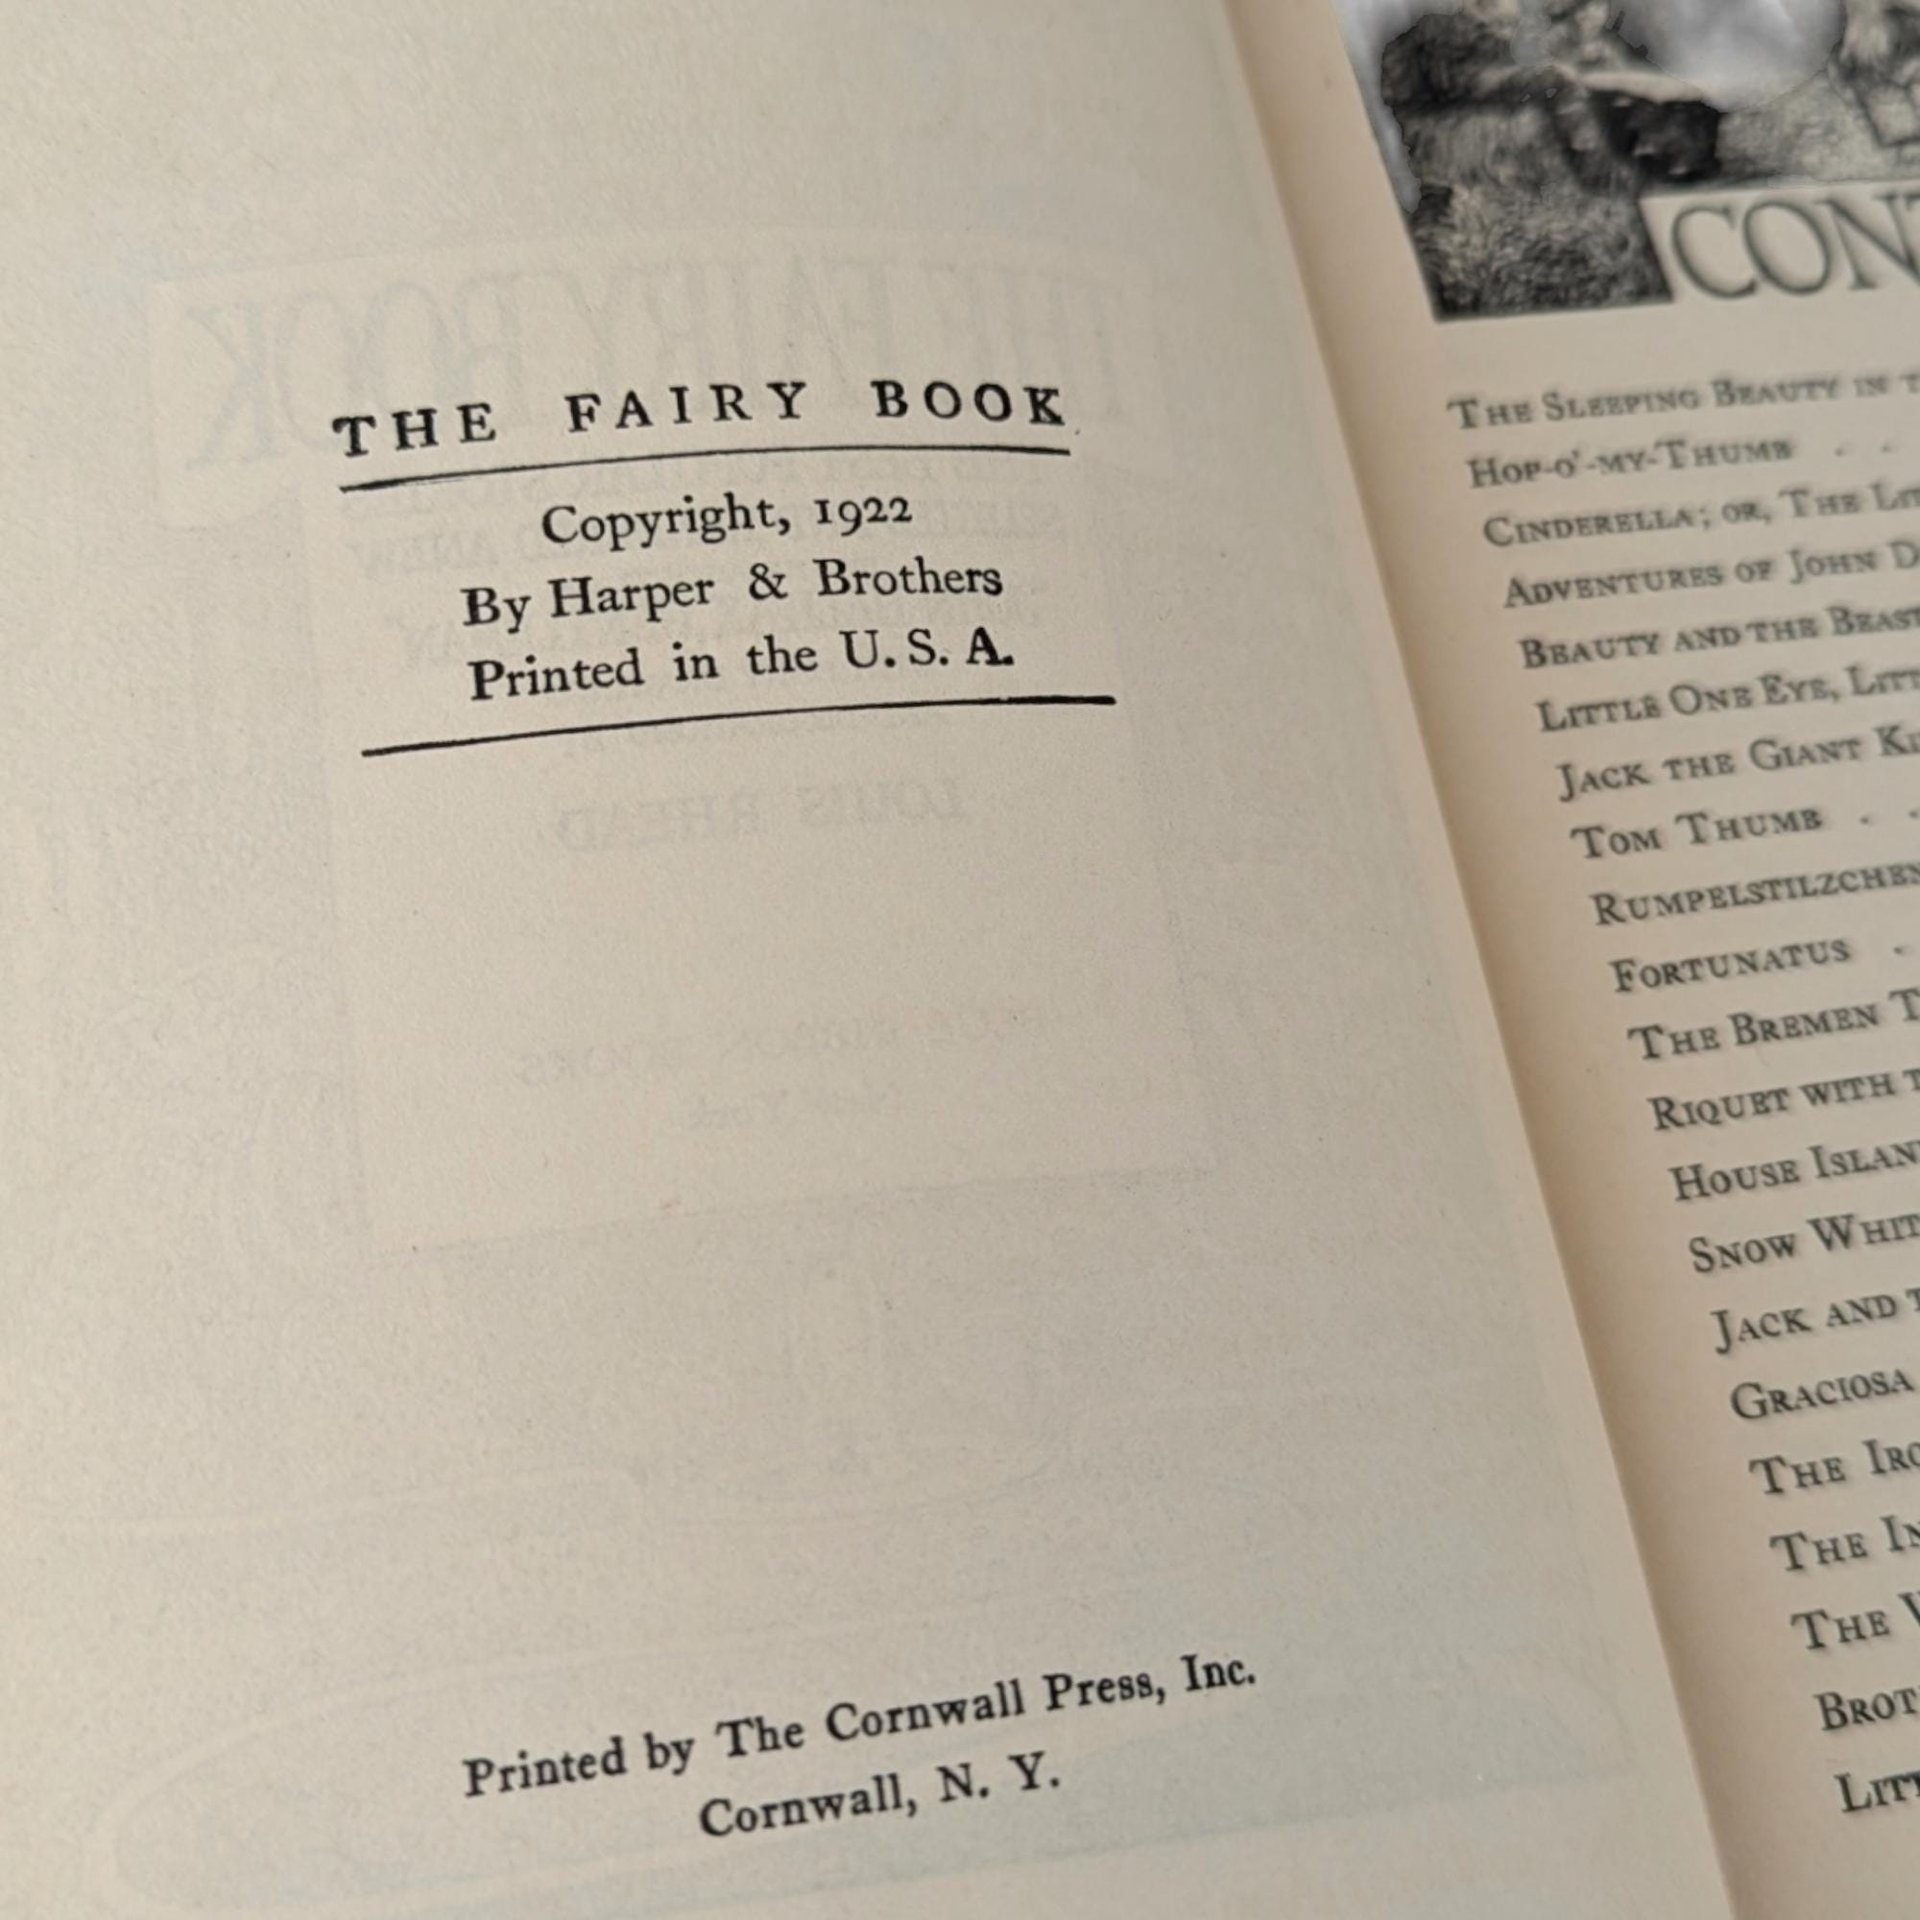 THE FAIRY BOOK
Copyright, 1922
By Harper & Brothers
Printed in the U. S. A.
Printed by The Cornwall Press, Inc.
Cornwall, N. Y.
THE SLEEPING BEAUTY IN
HOP-O'-MY-THUMB . .
CINDERELLA; OR, THE
ADVENTURES OF JOHN
BEAUTY AND THE BEAST
LITTLE ONE EYE,
JACK THE GIANT
TOM THUMB . .
RUMPELSTILZCHEN
FORTUNATUS .
THE BREMEN
RIQUET WITH
HOUSE
SNOW
JACK AND
GRACIOSA
THE
THE
THE